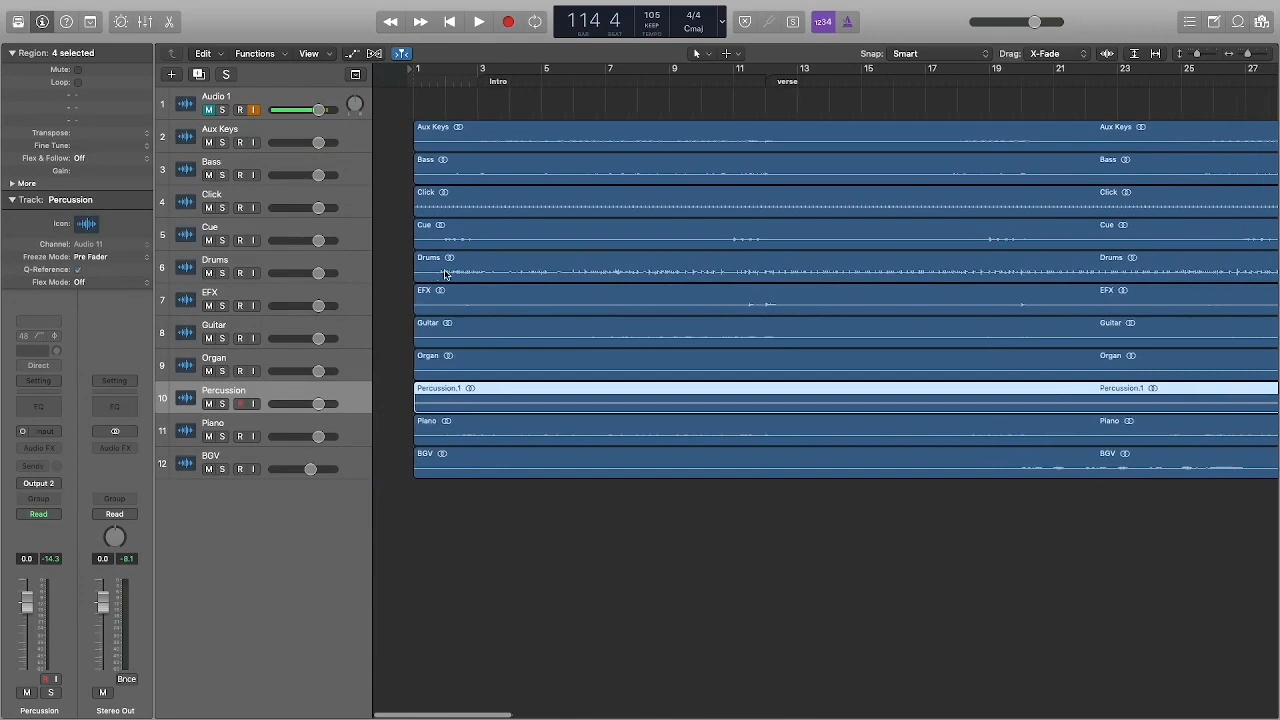 1234
114 4
BAR BEAT
105
KEEP
TEMPO
4/4
Cmaj
Region: 4 selected
Mute:
Loop:
Transpose:
Fine Tune:
Flex & Follow: Off
Gain:
More
Track: Percussion
Icon:
Channel: Audio 11
Freeze Mode: Pre Fader
Q-Reference:
Flex Mode: Off
48
Direct
Setting
Setting
EQ
EQ
Input
Audio FX
Audio FX
Sends
Output 2
Group
Group
Read
Read
0.0 -14.3
0.0 -8.1
R I
Bnce
M S
M
Percussion
Stereo Out
Edit
Functions
View
Snap: Smart
Drag: X-Fade
S
1 3 5 7 9 11 13 15 17 19 21 23 25 27
Intro
verse
1 Audio 1
M S R I
2 Aux Keys
M S R I
3 Bass
M S R I
4 Click
M S R I
5 Cue
M S R I
6 Drums
M S R I
7 EFX
M S R I
8 Guitar
M S R I
9 Organ
M S R I
10 Percussion
M S R I
11 Piano
M S R I
12 BGV
M S R I
Aux Keys Aux Keys
Bass Bass
Click Click
Cue Cue
Drums Drums
EFX EFX
Guitar Guitar
Organ Organ
Percussion.1 Percussion.1
Piano Piano
BGV BGV